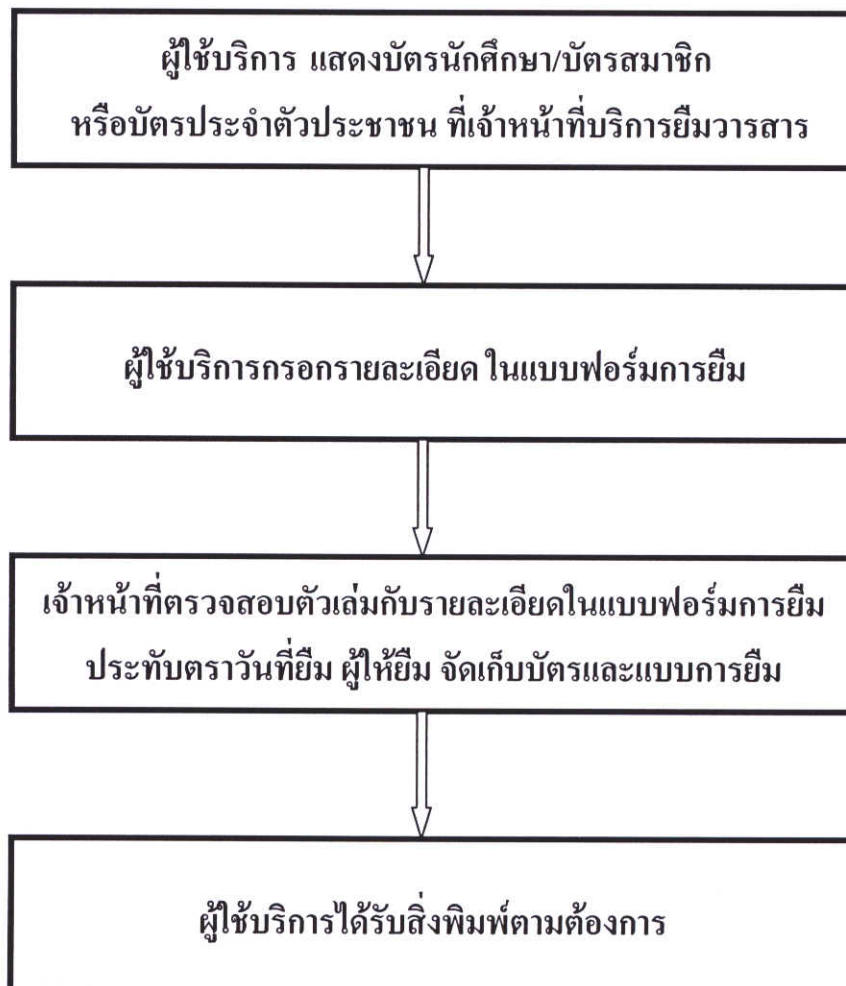 ผู้ใช้บริการ แสดงบัตรนักศึกษา/บัตรสมาชิก
หรือบัตรประจำตัวประชาชน ที่เจ้าหน้าที่บริการยืมวารสาร
ผู้ใช้บริการกรอกรายละเอียด ในแบบฟอร์มการยืม
เจ้าหน้าที่ตรวจสอบตัวเล่มกับรายละเอียดในแบบฟอร์มการยืม
ประทับตราวันที่ยืม ผู้ให้ยืม จัดเก็บบัตรและแบบการยืม
ผู้ใช้บริการได้รับสิ่งพิมพ์ตามต้องการ